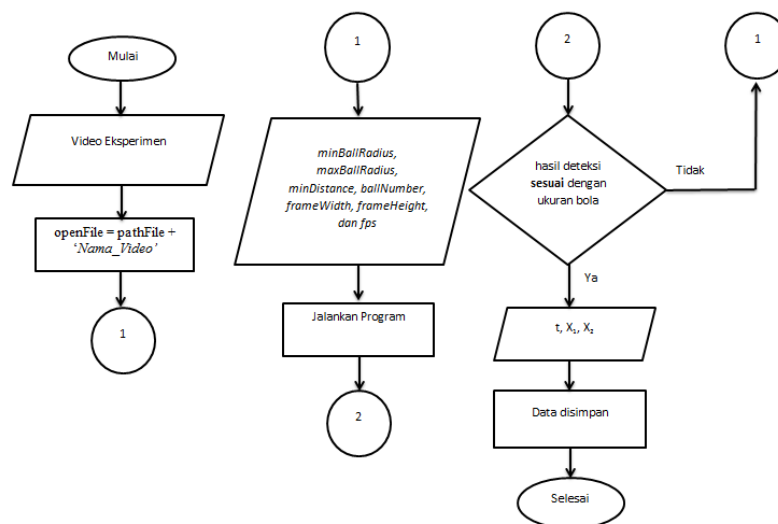 Mulai
Video Eksperimen
openFile = pathFile +
‘Nama_Video’
1
1
minBallRadius,
maxBallRadius,
minDistance, ballNumber,
frameWidth, frameHeight,
dan fps
Jalankan Program
2
2
hasil deteksi
sesuai dengan
ukuran bola
Tidak
1
Ya
t, X₁, X₂
Data disimpan
Selesai